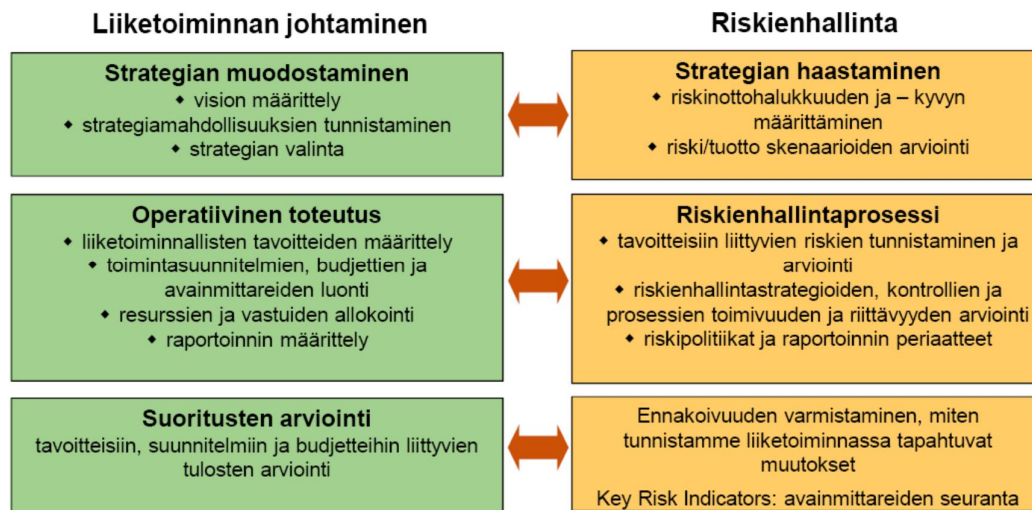 Liiketoiminnan johtaminen
Riskienhallinta
Strategian muodostaminen
◆ vision määrittely
◆ strategiamahdollisuuksien tunnistaminen
◆ strategian valinta
Strategian haastaminen
◆ riskinottohalukkuuden ja – kyvyn
määrittäminen
◆ riski/tuotto skenaarioiden arviointi
Operatiivinen toteutus
◆ liiketoiminnallisten tavoitteiden määrittely
◆ toimintasuunnitelmien, budjettien ja
avainmittareiden luonti
◆ resurssien ja vastuiden allokointi
◆ raportoinnin määrittely
Riskienhallintaprosessi
◆ tavoitteisiin liittyvien riskien tunnistaminen ja
arviointi
◆ riskienhallintastrategioiden, kontrollien ja
prosessien toimivuuden ja riittävyyden arviointi
◆ riskipolitiikat ja raportoinnin periaatteet
Suoritusten arviointi
tavoitteisiin, suunnitelmiin ja budjetteihin liittyvien
tulosten arviointi
Ennakoivuuden varmistaminen, miten
tunnistamme liiketoiminnassa tapahtuvat
muutokset
Key Risk Indicators: avainmittareiden seuranta